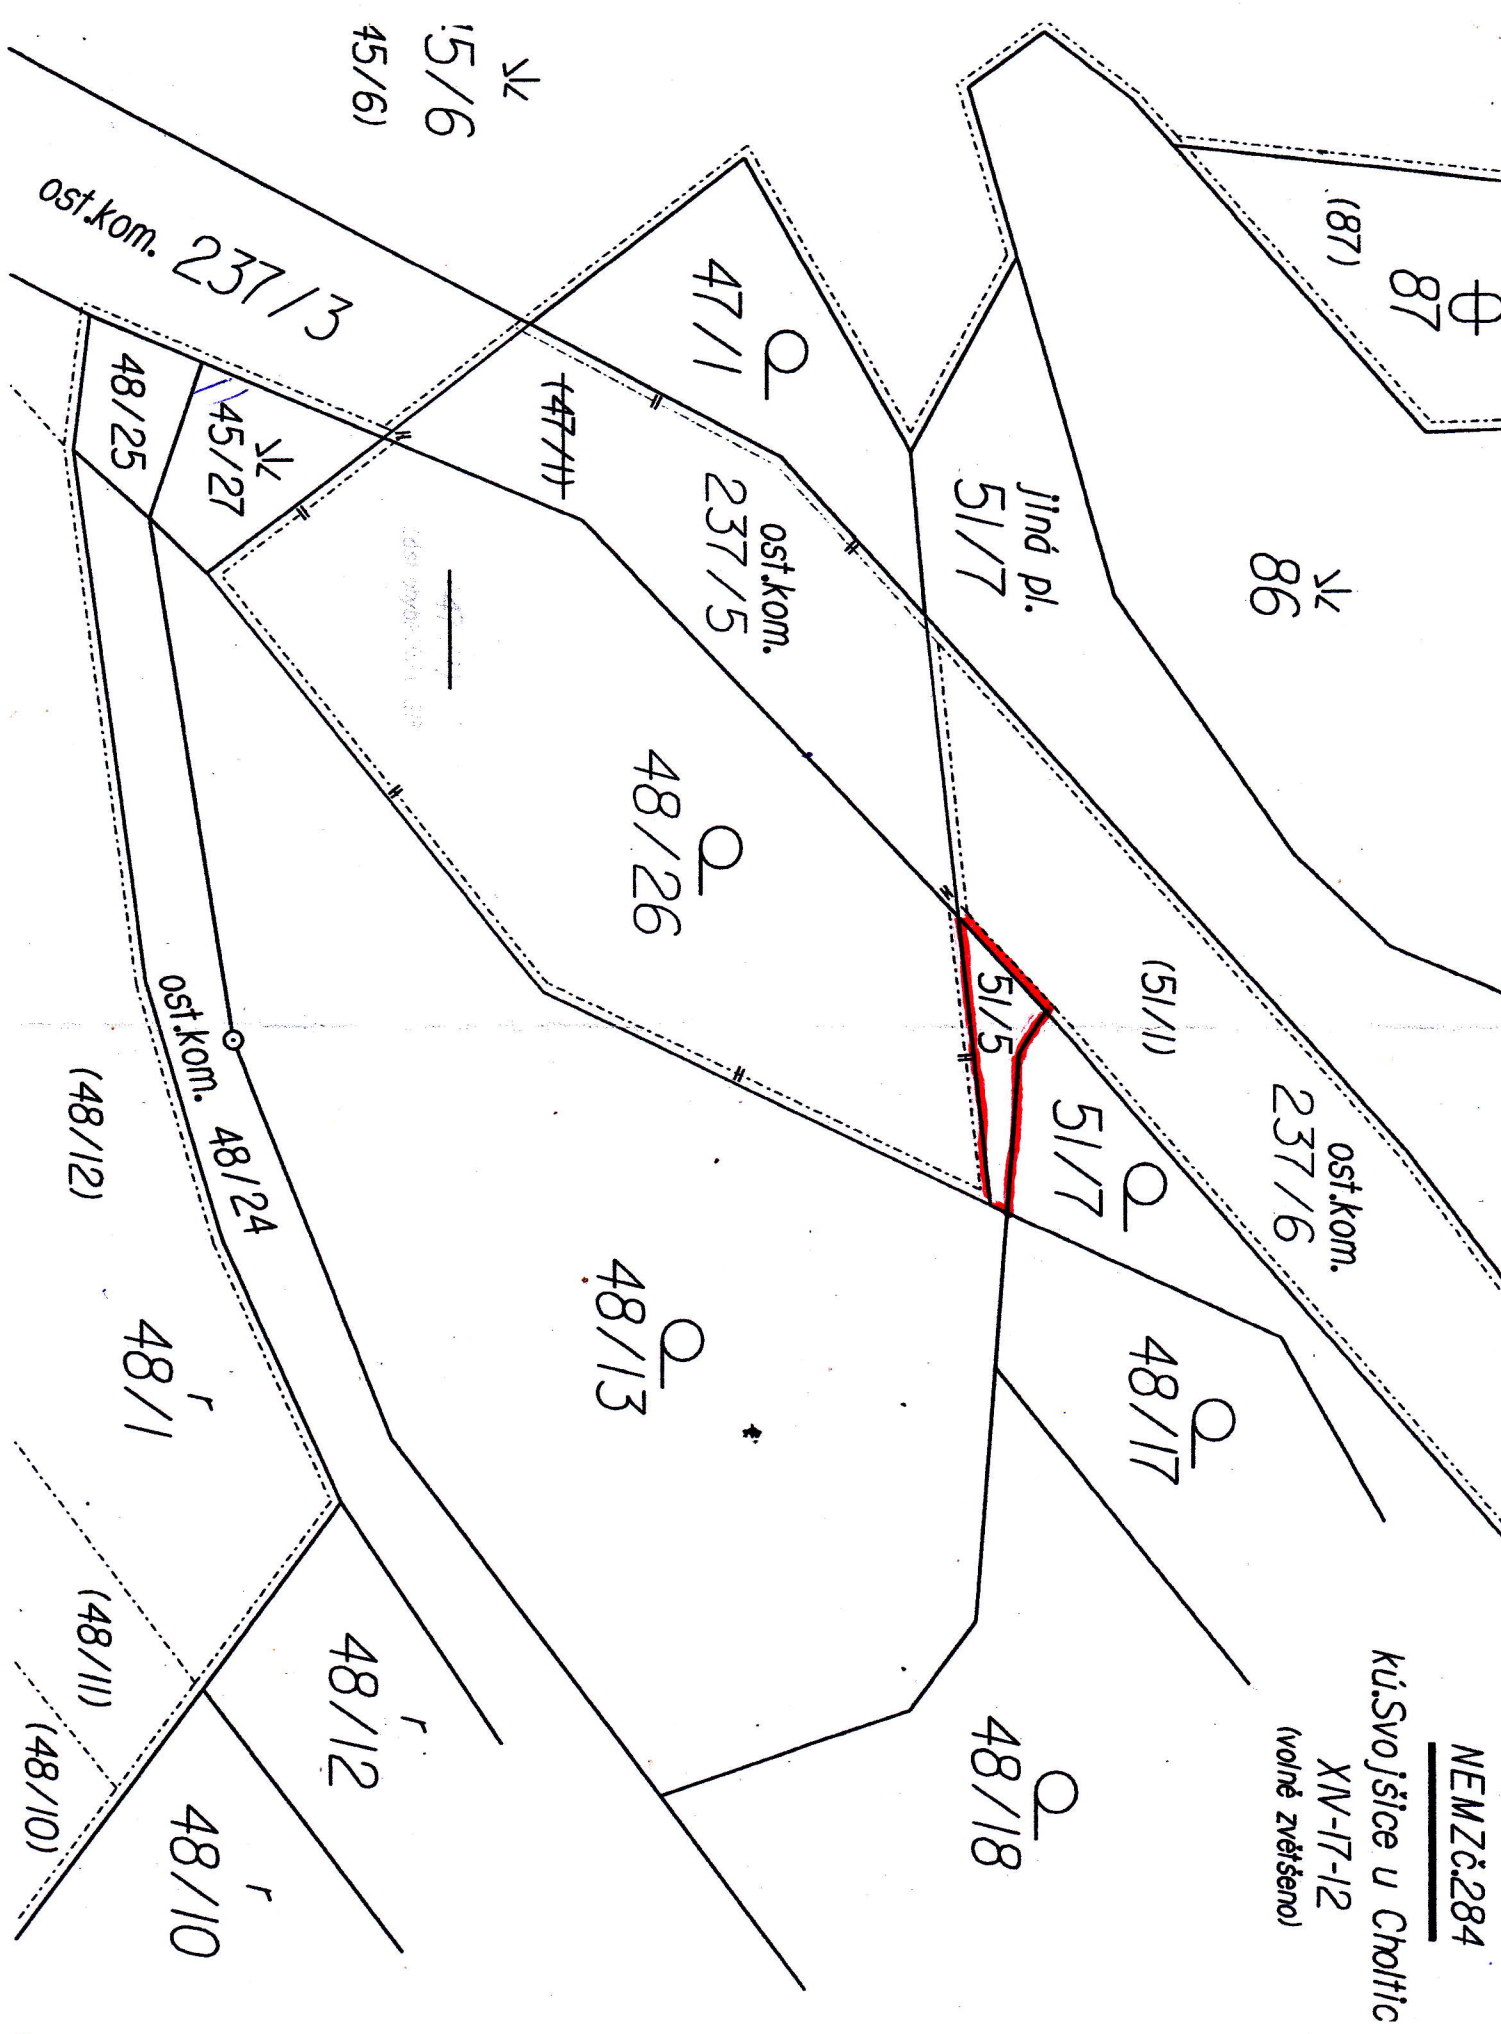 NEMZČ.284
k.ú.Svojšice u Choltic
XIV-17-12
(volně zvětšeno)
87
(87)
86
jiná pl.
51/7
(51/1)
ost.kom.
237/6
51/5
51/7
48/17
48/18
47/1
(47/1)
ost.kom.
237/5
48/26
48/13
5/6
45/6)
ost.kom. 237/3
45/27
48/25
ost.kom. 48/24
(48/12)
r
48/1
(48/11)
(48/10)
r
48/12
r
48/10